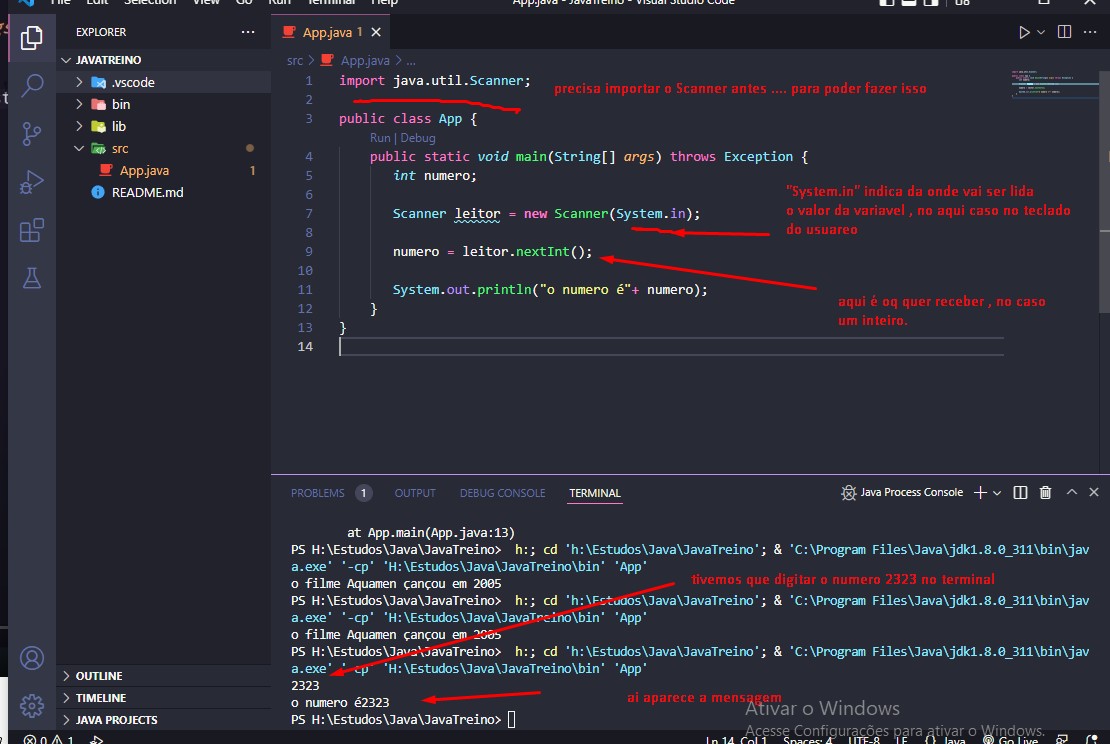 File Edit Selection View Go Run Terminal Help App.java - JavaTreino - Visual Studio Code
EXPLORER ...
App.java 1
JAVATREINO
.vscode
bin
lib
src
App.java 1
README.md
src > App.java > ...
1 import java.util.Scanner;
precisa importar o Scanner antes .... para poder fazer isso
2
3 public class App {
Run | Debug
4 public static void main(String[] args) throws Exception {
5 int numero;
6
7 Scanner leitor = new Scanner(System.in);
8
9 numero = leitor.nextInt();
10
11 System.out.println("o numero é"+ numero);
12 }
13 }
14
"System.in" indica da onde vai ser lida
o valor da variavel , no aqui caso no teclado
do usuareo
aqui é oq quer receber , no caso
um inteiro.
PROBLEMS 1 OUTPUT DEBUG CONSOLE TERMINAL Java Process Console
at App.main(App.java:13)
PS H:\Estudos\Java\JavaTreino> h:; cd 'h:\Estudos\Java\JavaTreino'; & 'C:\Program Files\Java\jdk1.8.0_311\bin\jav
a.exe' '-cp' 'H:\Estudos\Java\JavaTreino\bin' 'App'
o filme Aquamen çançou em 2005
tivemos que digitar o numero 2323 no terminal
PS H:\Estudos\Java\JavaTreino> h:; cd 'h:\Estudos\Java\JavaTreino'; & 'C:\Program Files\Java\jdk1.8.0_311\bin\jav
a.exe' '-cp' 'H:\Estudos\Java\JavaTreino\bin' 'App'
o filme Aquamen çançou em 2005
PS H:\Estudos\Java\JavaTreino> h:; cd 'h:\Estudos\Java\JavaTreino'; & 'C:\Program Files\Java\jdk1.8.0_311\bin\jav
a.exe' '-cp' 'H:\Estudos\Java\JavaTreino\bin' 'App'
2323
o numero é2323
ai aparece a mensagem
PS H:\Estudos\Java\JavaTreino>
OUTLINE
TIMELINE
JAVA PROJECTS
Ativar o Windows
Acesse Configurações para ativar o Windows.
0 1 Ln 14, Col 1 Spaces: 4 UTF-8 LF {} Java Go Live